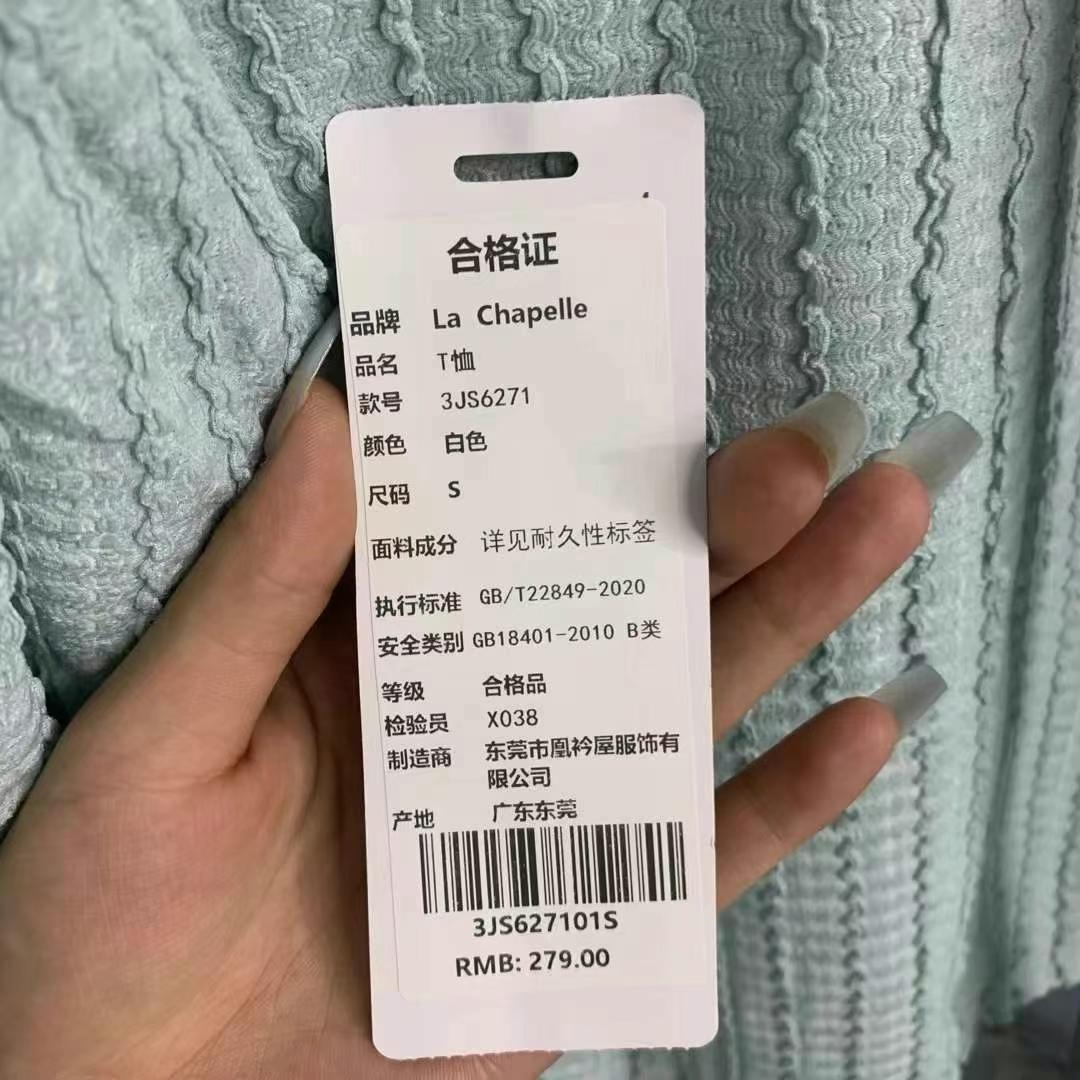 合格证
品牌 La Chapelle
品名 T恤
款号 3JS6271
颜色 白色
尺码 S
面料成分 详见耐久性标签
执行标准 GB/T22849-2020
安全类别 GB18401-2010 B类
等级 合格品
检验员 X038
制造商 东莞市凰衿屋服饰有
限公司
产地 广东东莞
3JS627101S
RMB: 279.00